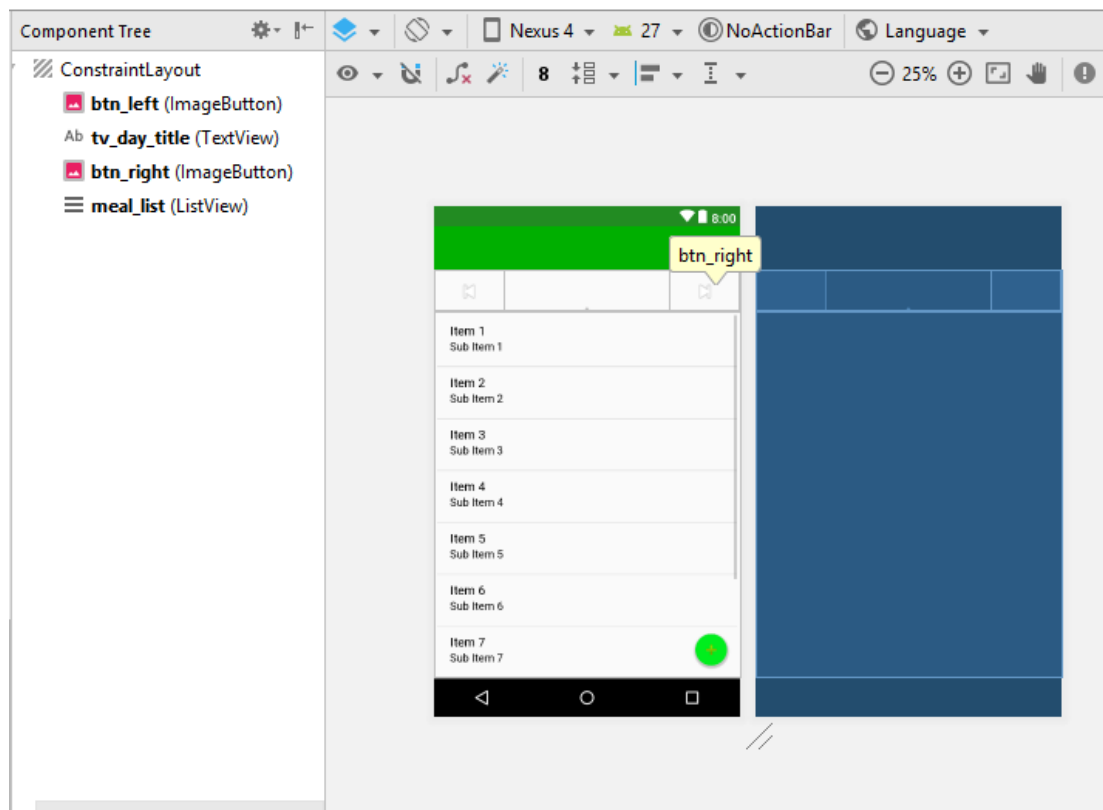 Component Tree
Nexus 4 27 NoActionBar Language
ConstraintLayout
8 25%
btn_left (ImageButton)
Ab tv_day_title (TextView)
btn_right (ImageButton)
meal_list (ListView)
8:00
btn_right
Item 1
Sub Item 1
Item 2
Sub Item 2
Item 3
Sub Item 3
Item 4
Sub Item 4
Item 5
Sub Item 5
Item 6
Sub Item 6
Item 7
Sub Item 7